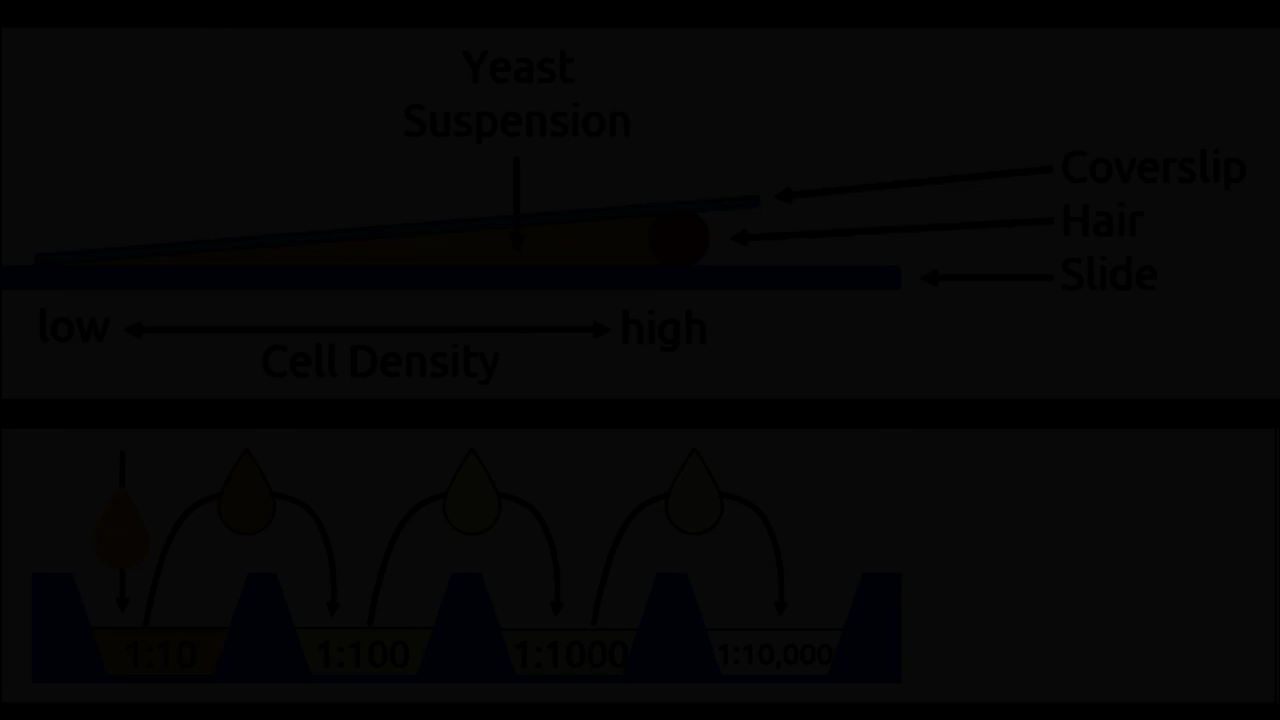 Yeast
Suspension
Coverslip
Hair
Slide
low
high
Cell Density
1:10
1:100
1:1000
1:10,000